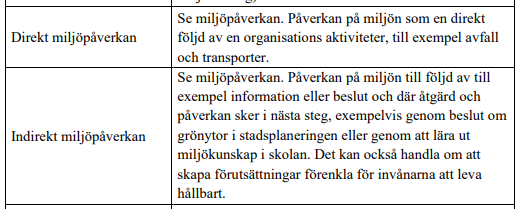 Se miljöpåverkan. Påverkan på miljön som en direkt
Direkt miljöpåverkan
följd av en organisations aktiviteter, till exempel avfall
och transporter.
Se miljöpåverkan. Påverkan på miljön till följd av till
exempel information eller beslut och där åtgärd och
påverkan sker i nästa steg, exempelvis genom beslut om
Indirekt miljöpåverkan
grönytor i stadsplaneringen eller genom att lära ut
miljökunskap i skolan. Det kan också handla om att
skapa förutsättningar förenkla för invånarna att leva
hållbart.